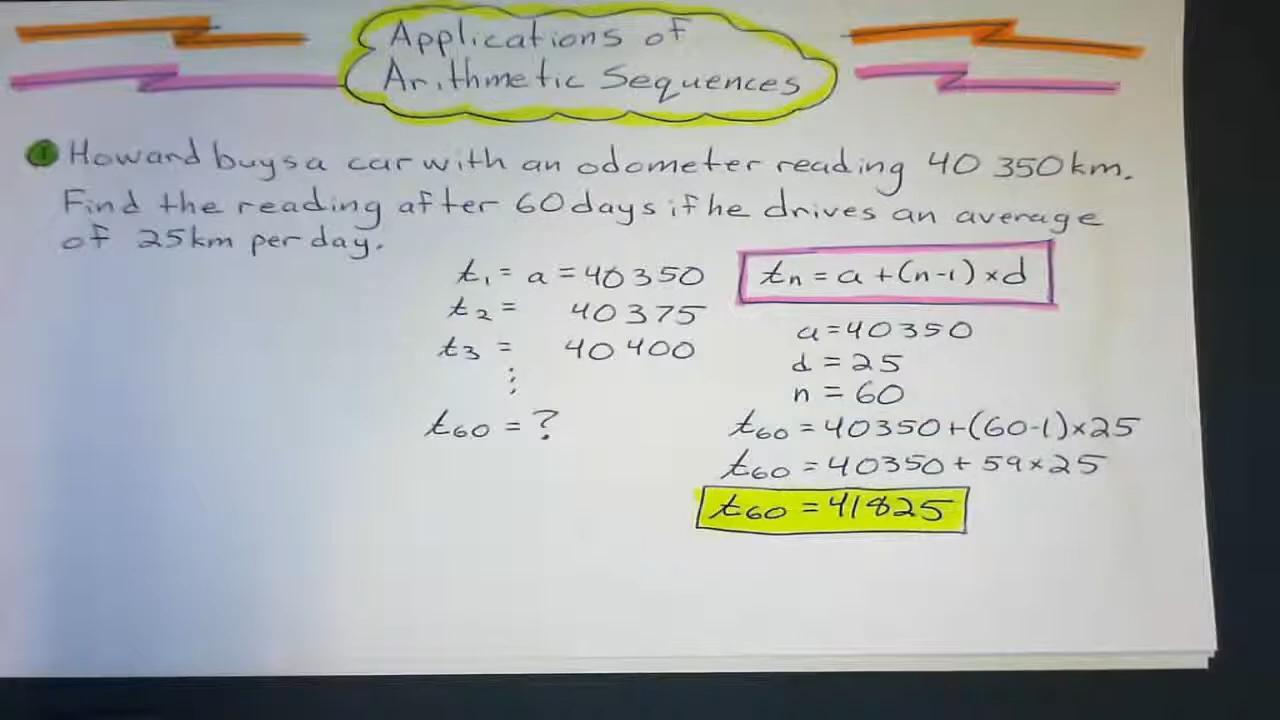 Applications of
Arithmetic Sequences
① Howard buys a car with an odometer reading 40 350 km.
Find the reading after 60 days if he drives an average
of 25 km per day.
t₁ = a = 40350
t₂ = 40375
t₃ = 40400
⋮
t₆₀ = ?
tₙ = a + (n-1) × d
a = 40350
d = 25
n = 60
t₆₀ = 40350 + (60-1) × 25
t₆₀ = 40350 + 59 × 25
t₆₀ = 41825